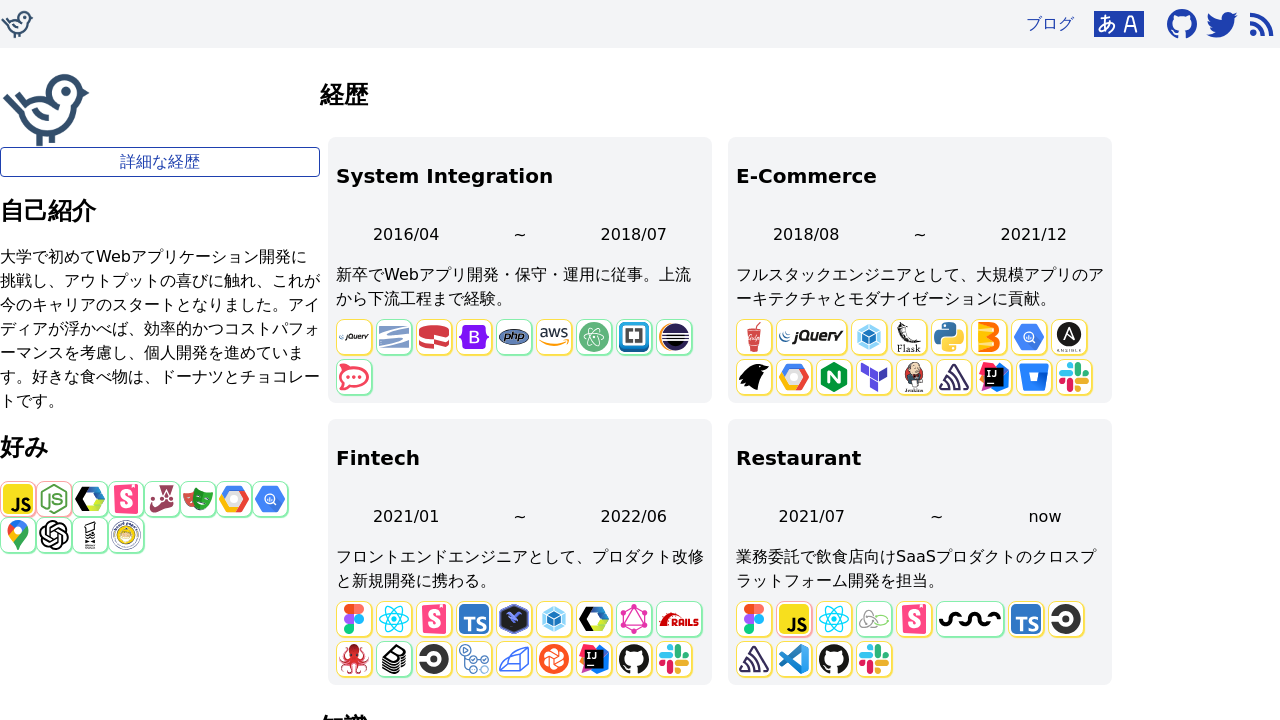 ブログ
あ A
詳細な経歴
自己紹介
大学で初めてWebアプリケーション開発に
挑戦し、アウトプットの喜びに触れ、これが
今のキャリアのスタートとなりました。アイ
ディアが浮かべば、効率的かつコストパフォ
ーマンスを考慮し、個人開発を進めていま
す。好きな食べ物は、ドーナツとチョコレー
トです。
好み
JS
経歴
System Integration
2016/04 ~ 2018/07
新卒でWebアプリ開発・保守・運用に従事。上流
から下流工程まで経験。
jQuery
B
php
aws
E-Commerce
2018/08 ~ 2021/12
フルスタックエンジニアとして、大規模アプリのア
ーキテクチャとモダナイゼーションに貢献。
Gulp
jQuery
Flask
ANSIBLE
N
Jenkins
IJ
Fintech
2021/01 ~ 2022/06
フロントエンドエンジニアとして、プロダクト改修
と新規開発に携わる。
S
TS
RAILS
IJ
Restaurant
2021/07 ~ now
業務委託で飲食店向けSaaSプロダクトのクロスプ
ラットフォーム開発を担当。
JS
S
TS